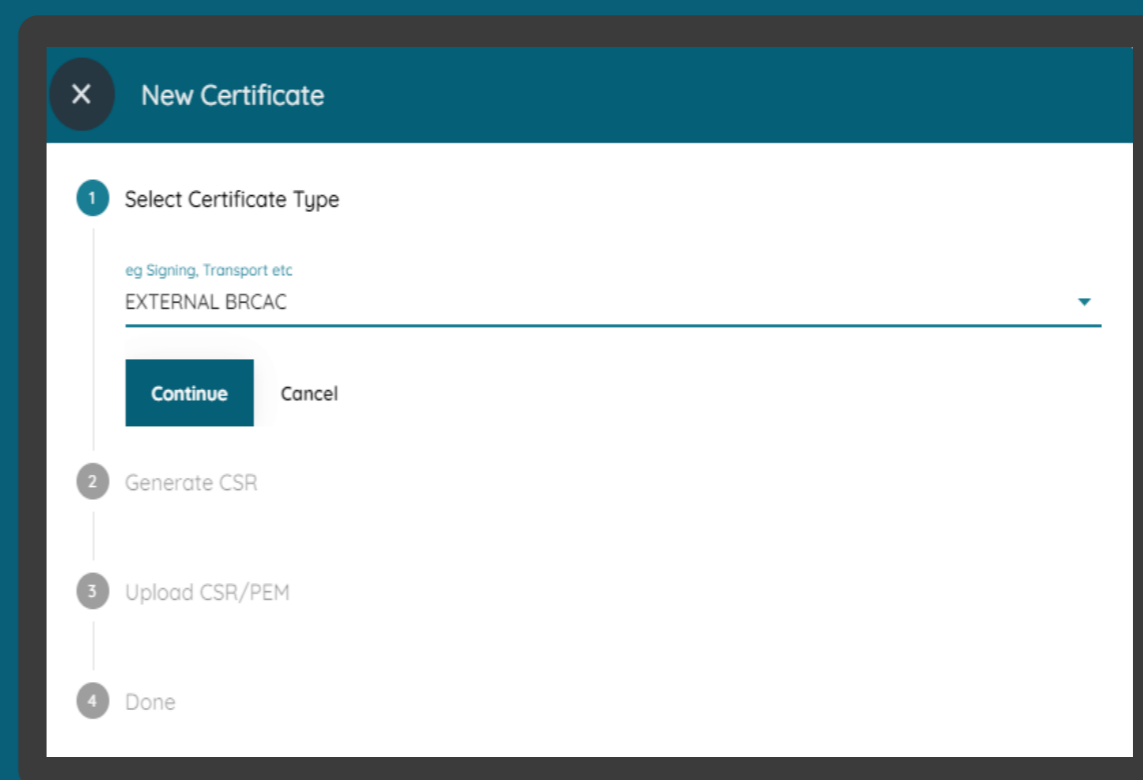 New Certificate
1 Select Certificate Type
eg Signing, Transport etc
EXTERNAL BRCAC
Continue Cancel
2 Generate CSR
3 Upload CSR/PEM
4 Done